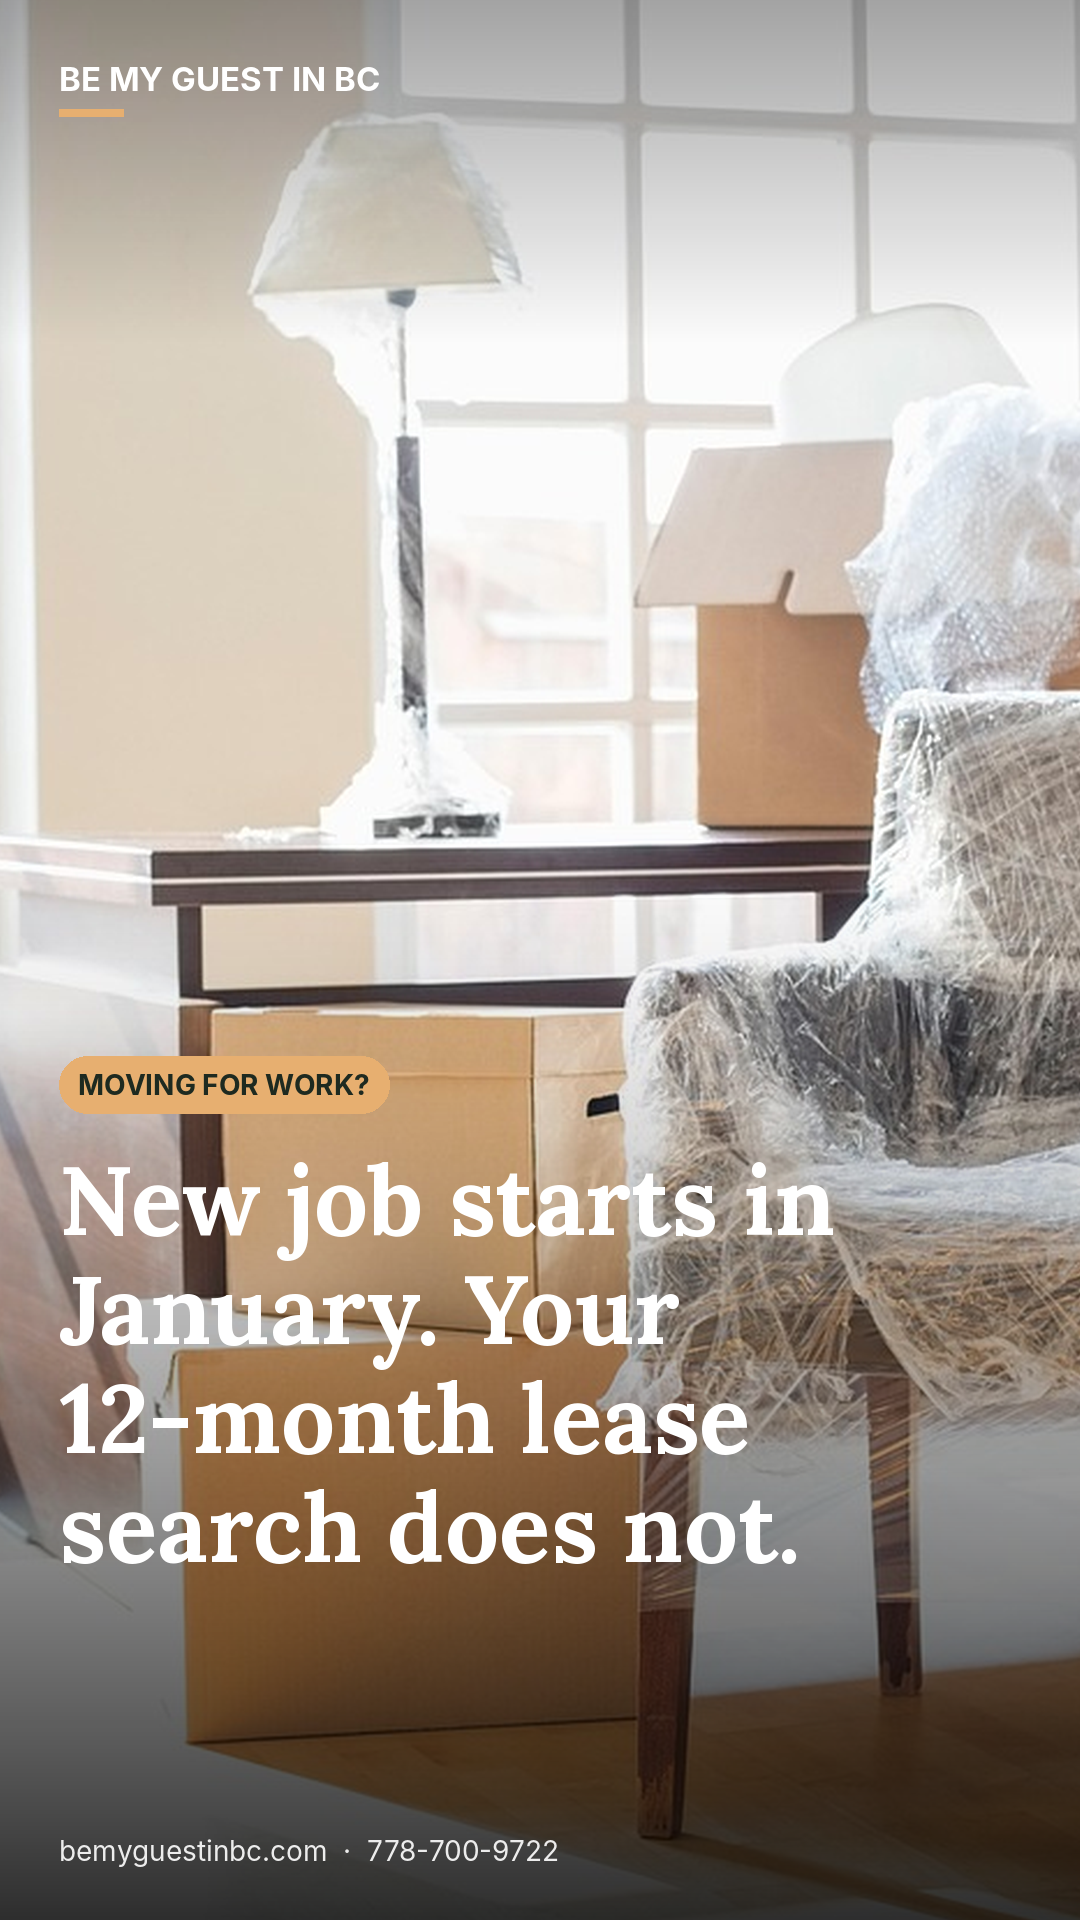 BE MY GUEST IN BC
MOVING FOR WORK?
New job starts in
January. Your
12-month lease
search does not.
bemyguestinbc.com · 778-700-9722